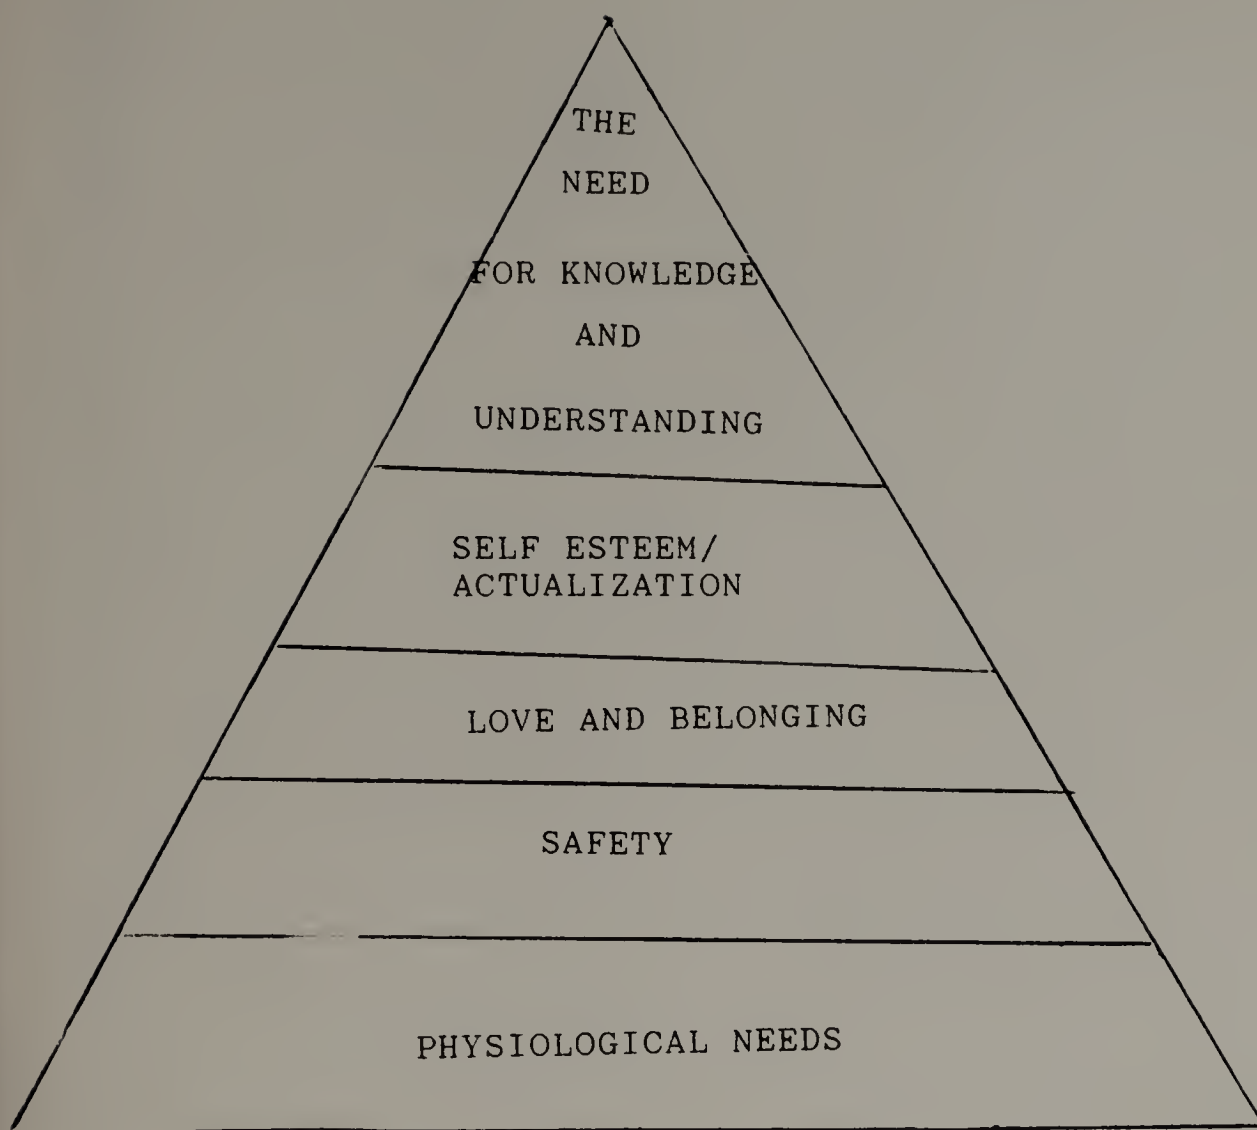 THE
NEED
FOR KNOWLEDGE
AND
UNDERSTANDING
SELF ESTEEM/
ACTUALIZATION
LOVE AND BELONGING
SAFETY
PHYSIOLOGICAL NEEDS